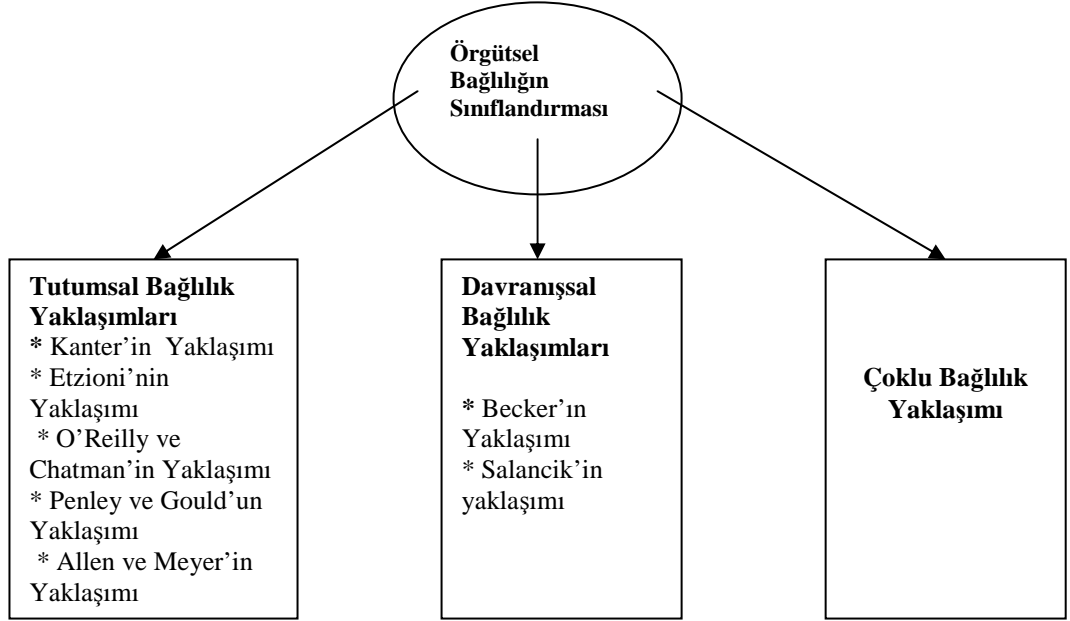 Örgütsel
Bağlılığın
Sınıflandırması
Tutumsal Bağlılık
Yaklaşımları
* Kanter’in Yaklaşımı
* Etzioni’nin
Yaklaşımı
* O’Reilly ve
Chatman’in Yaklaşımı
* Penley ve Gould’un
Yaklaşımı
* Allen ve Meyer’in
Yaklaşımı
Davranışsal
Bağlılık
Yaklaşımları
* Becker’ın
Yaklaşımı
* Salancik’in
yaklaşımı
Çoklu Bağlılık
Yaklaşımı